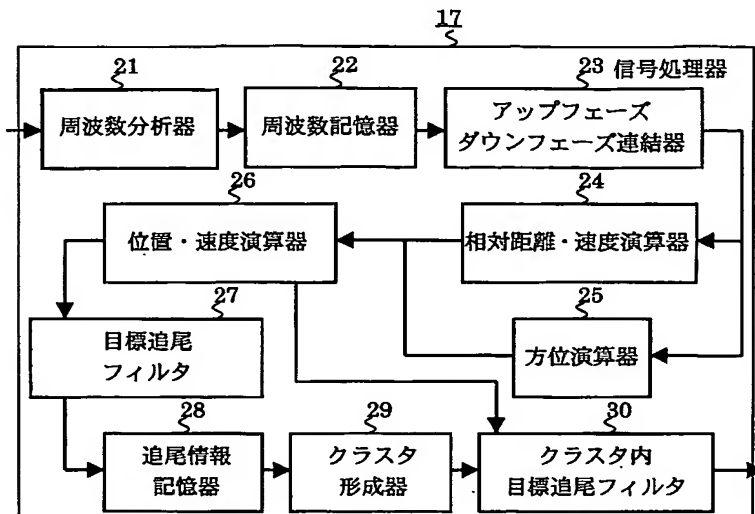 17
21
22
23 信号処理器
周波数分析器
周波数記憶器
アップフェーズ
ダウンフェーズ連結器
26
24
位置・速度演算器
相対距離・速度演算器
27
25
目標追尾
フィルタ
方位演算器
28
29
30
追尾情報
記憶器
クラスタ
形成器
クラスタ内
目標追尾フィルタ